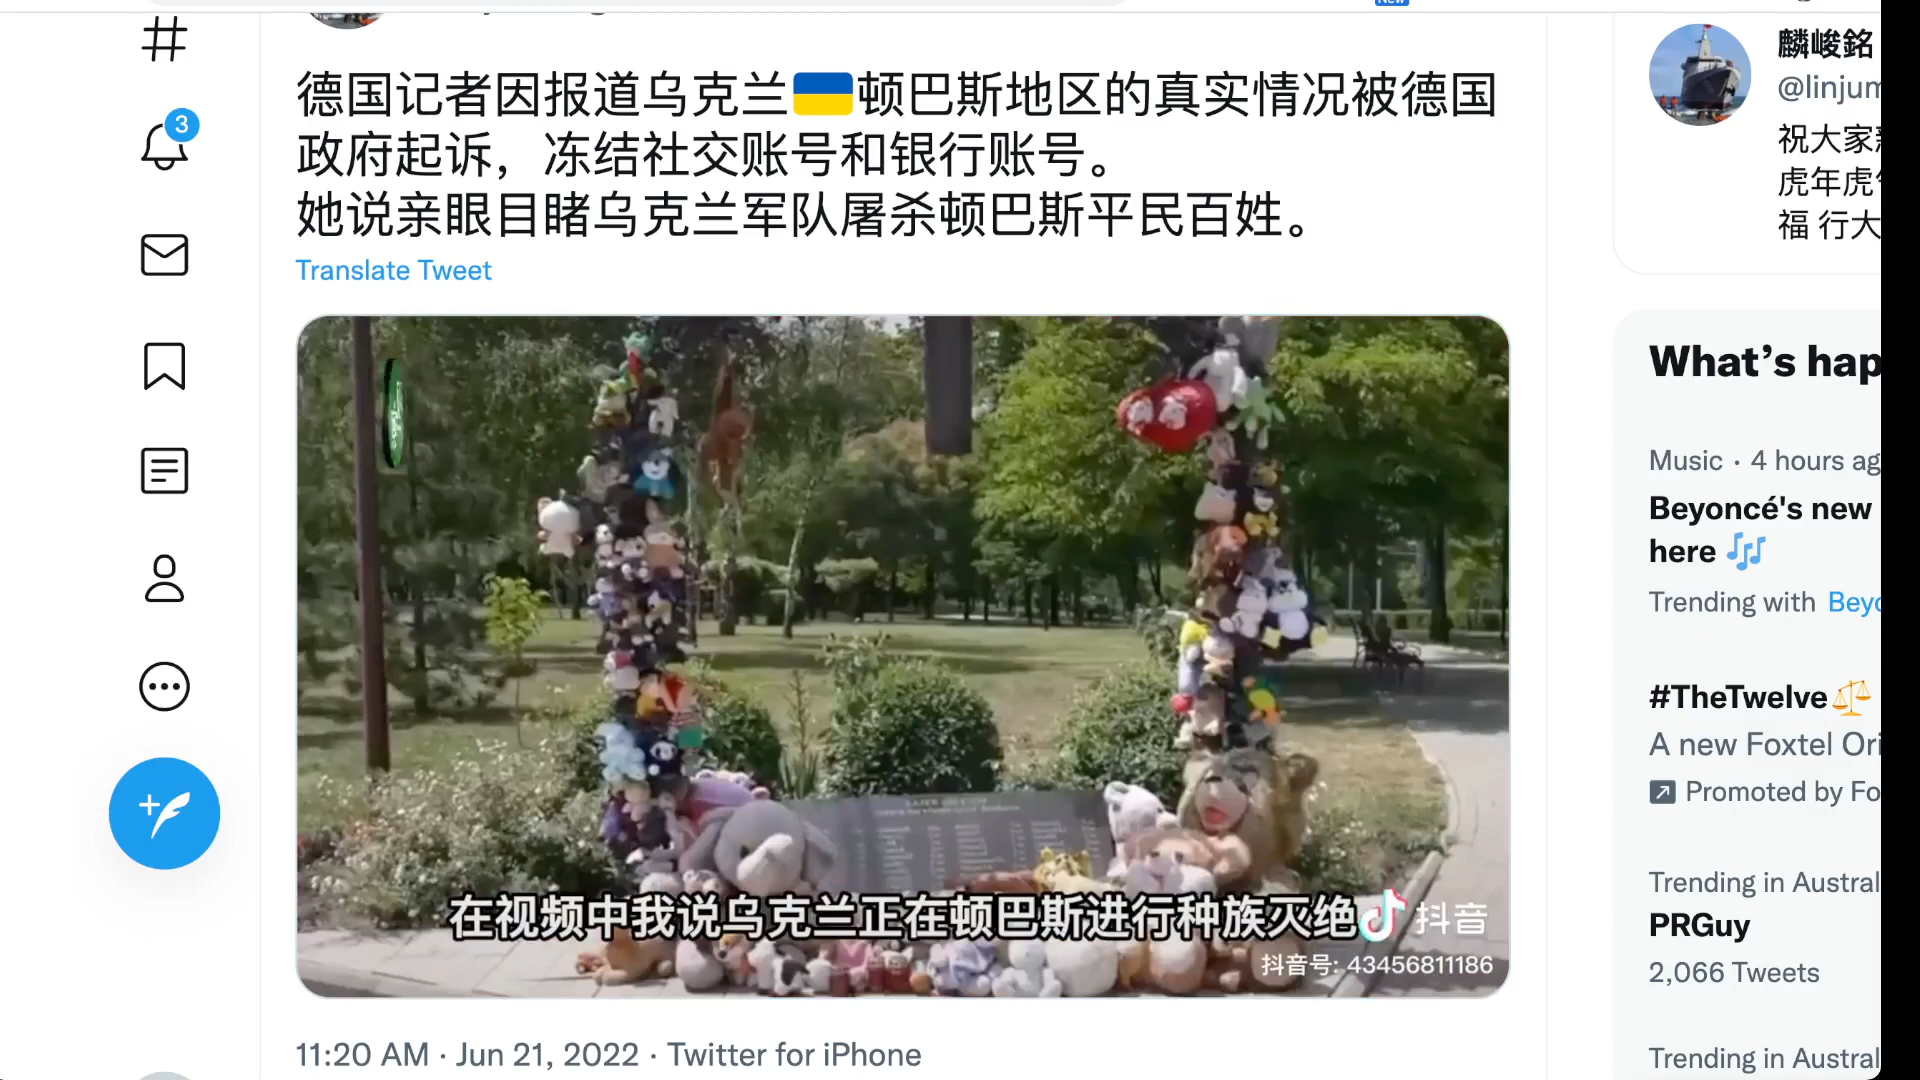 New
3
德国记者因报道乌克兰🇺🇦顿巴斯地区的真实情况被德国
政府起诉，冻结社交账号和银行账号。
她说亲眼目睹乌克兰军队屠杀顿巴斯平民百姓。
Translate Tweet
在视频中我说乌克兰正在顿巴斯进行种族灭绝
抖音
抖音号: 43456811186
11:20 AM · Jun 21, 2022 · Twitter for iPhone
麟峻銘
@linjum
祝大家
虎年虎
福 行大
What’s hap
Music · 4 hours ag
Beyoncé's new
here 🎶
Trending with Beyo
#TheTwelve⚖️
A new Foxtel Ori
Promoted by Fo
Trending in Austral
PRGuy
2,066 Tweets
Trending in Austral